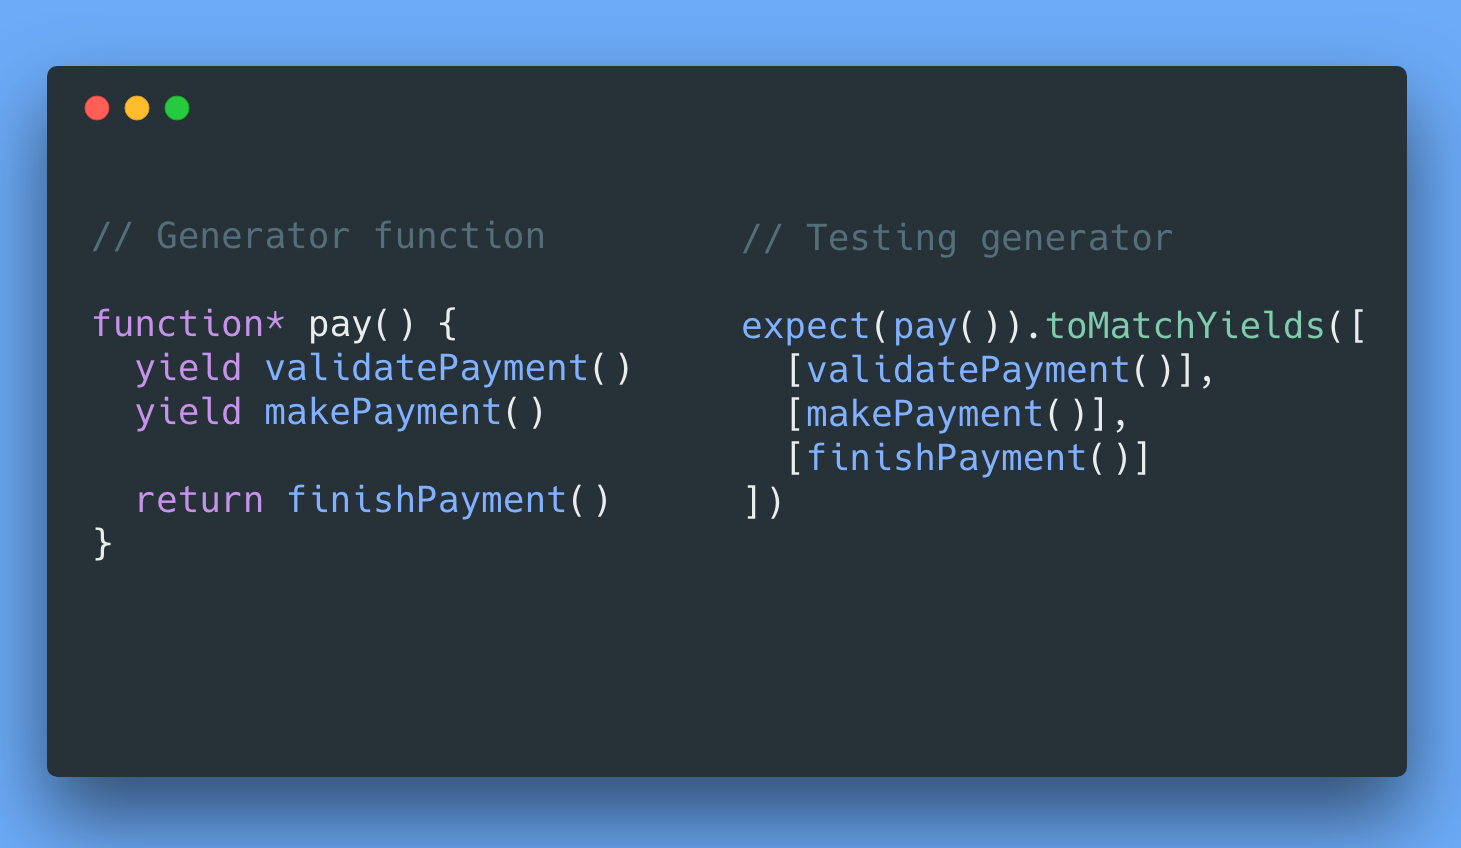 // Generator function

function* pay() {
  yield validatePayment()
  yield makePayment()

  return finishPayment()
}

// Testing generator

expect(pay()).toMatchYields([
  [validatePayment()],
  [makePayment()],
  [finishPayment()]
])